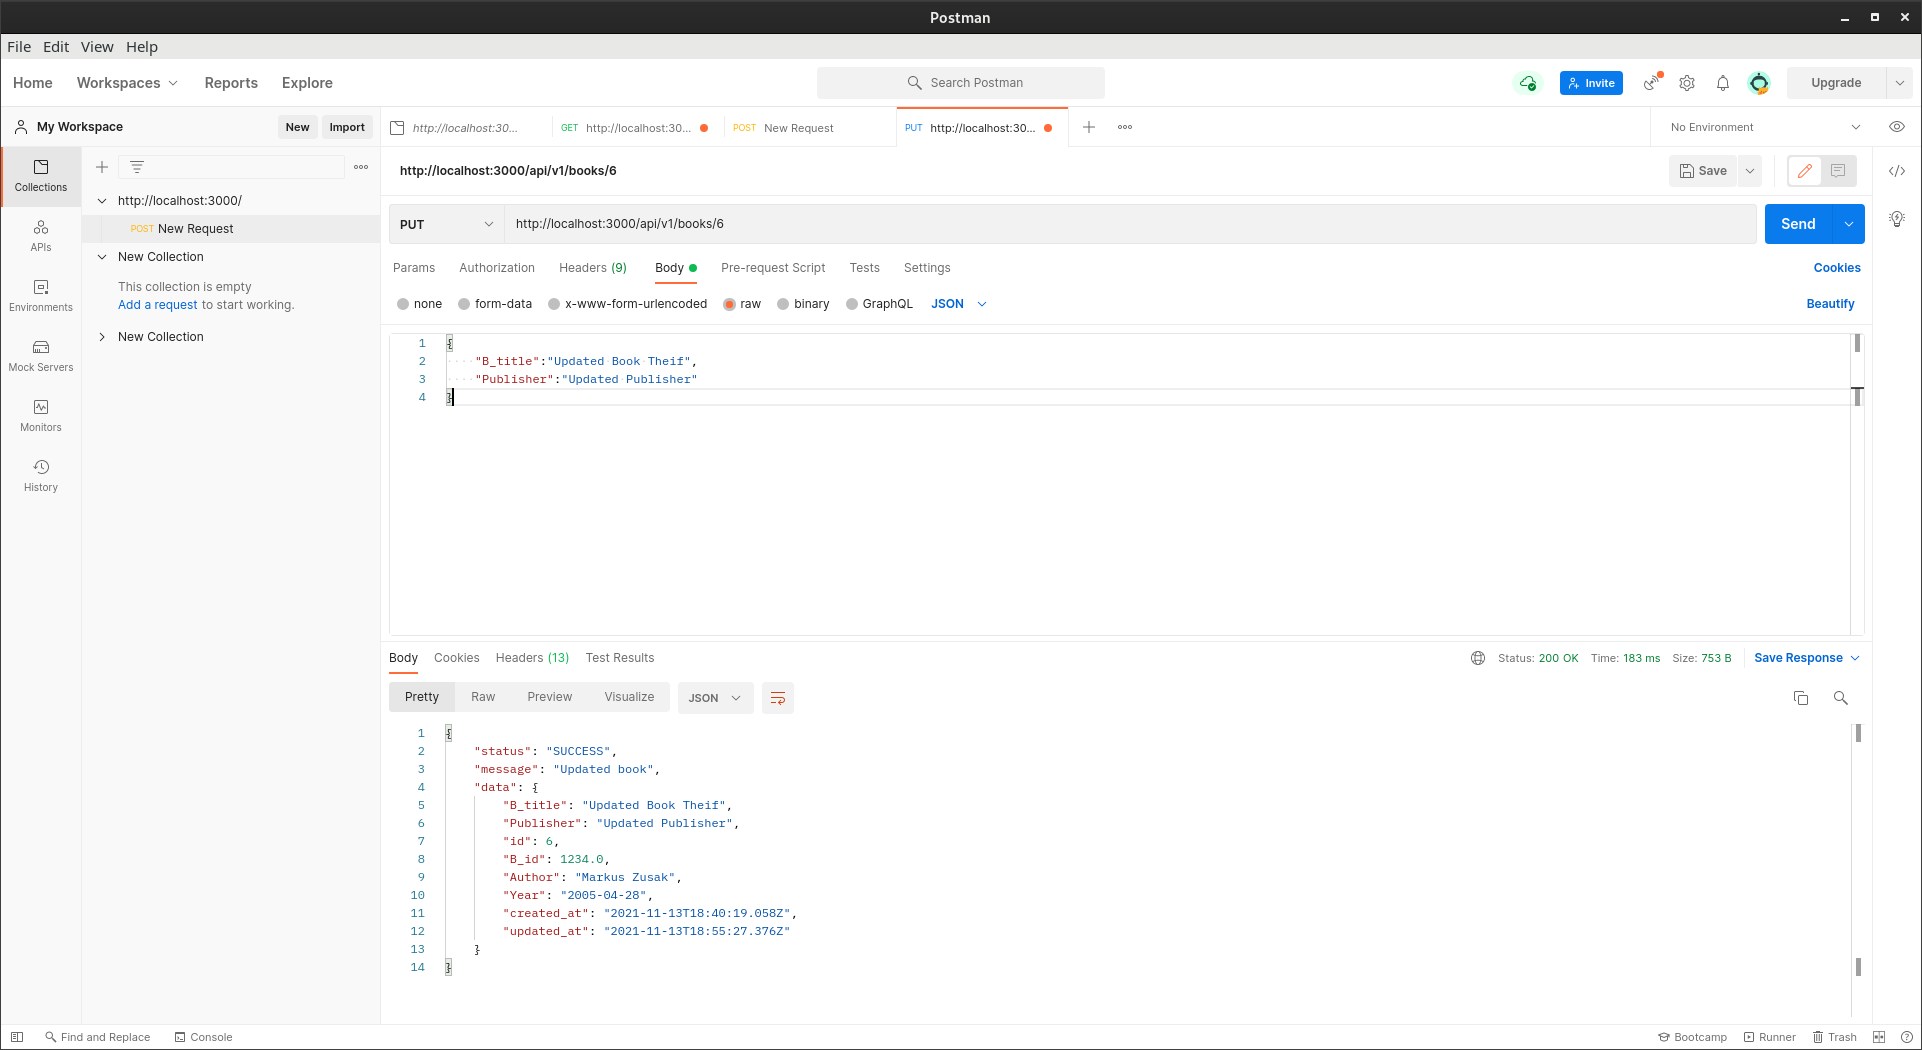 Postman
File Edit View Help
Home Workspaces Reports Explore Search Postman Invite Upgrade
My Workspace New Import http://localhost:30... GET http://localhost:30... POST New Request PUT http://localhost:30... No Environment
Collections
APIs
Environments
Mock Servers
Monitors
History
http://localhost:3000/
POST New Request
New Collection
This collection is empty
Add a request to start working.
New Collection
http://localhost:3000/api/v1/books/6 Save
PUT http://localhost:3000/api/v1/books/6 Send
Params Authorization Headers (9) Body Pre-request Script Tests Settings Cookies
none form-data x-www-form-urlencoded raw binary GraphQL JSON Beautify
1 {
2 "B_title":"Updated Book Theif",
3 "Publisher":"Updated Publisher"
4 }
Body Cookies Headers (13) Test Results Status: 200 OK Time: 183 ms Size: 753 B Save Response
Pretty Raw Preview Visualize JSON
1 {
2 "status": "SUCCESS",
3 "message": "Updated book",
4 "data": {
5 "B_title": "Updated Book Theif",
6 "Publisher": "Updated Publisher",
7 "id": 6,
8 "B_id": 1234.0,
9 "Author": "Markus Zusak",
10 "Year": "2005-04-28",
11 "created_at": "2021-11-13T18:40:19.058Z",
12 "updated_at": "2021-11-13T18:55:27.376Z"
13 }
14 }
Find and Replace Console Bootcamp Runner Trash